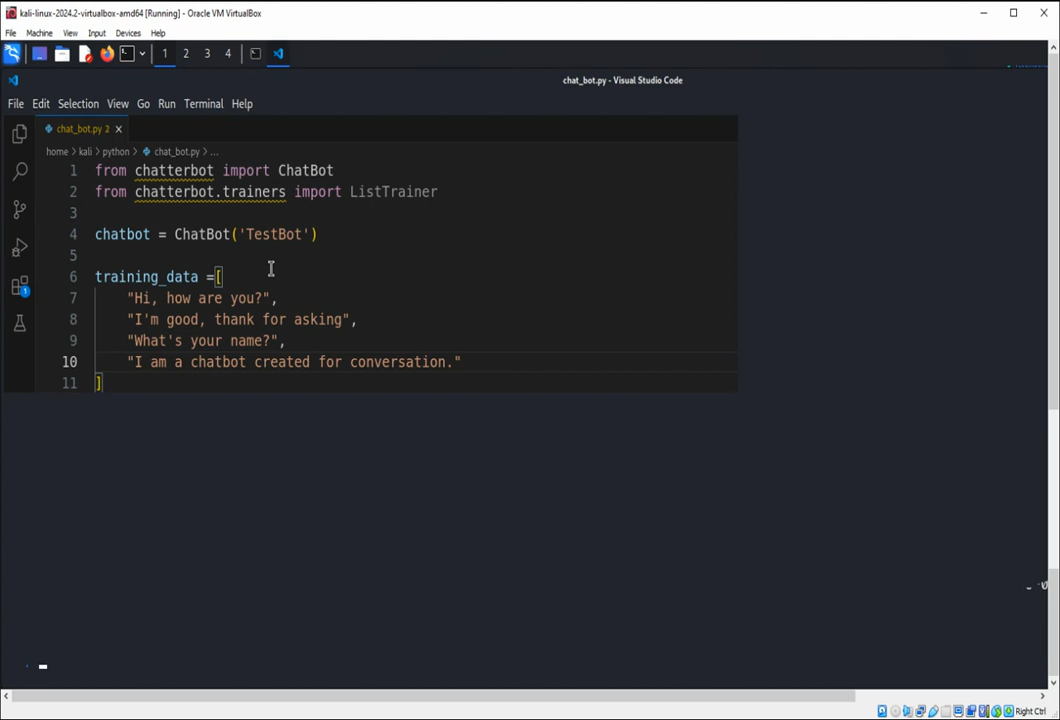 kali-linux-2024.2-virtualbox-amd64 [Running] - Oracle VM VirtualBox
File Machine View Input Devices Help
1 2 3 4
chat_bot.py - Visual Studio Code
File Edit Selection View Go Run Terminal Help
chat_bot.py 2
home > kali > python > chat_bot.py > ...
1 from chatterbot import ChatBot
2 from chatterbot.trainers import ListTrainer
3
4 chatbot = ChatBot('TestBot')
5
6 training_data =[
7 "Hi, how are you?",
8 "I'm good, thank for asking",
9 "What's your name?",
10 "I am a chatbot created for conversation."
11 ]
1
Right Ctrl